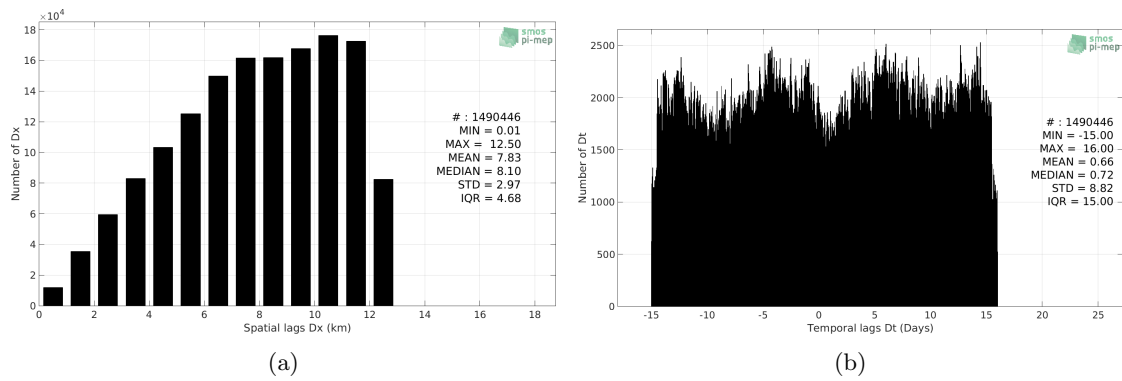 ×10⁴
18
16
14
12
10
8
6
4
2
0
Number of Dx
smos
pi-mep
# : 1490446
MIN = 0.01
MAX = 12.50
MEAN = 7.83
MEDIAN = 8.10
STD = 2.97
IQR = 4.68
0 2 4 6 8 10 12 14 16 18
Spatial lags Dx (km)
(a)
2500
2000
1500
1000
500
0
Number of Dt
smos
pi-mep
# : 1490446
MIN = -15.00
MAX = 16.00
MEAN = 0.66
MEDIAN = 0.72
STD = 8.82
IQR = 15.00
-15 -10 -5 0 5 10 15 20 25
Temporal lags Dt (Days)
(b)